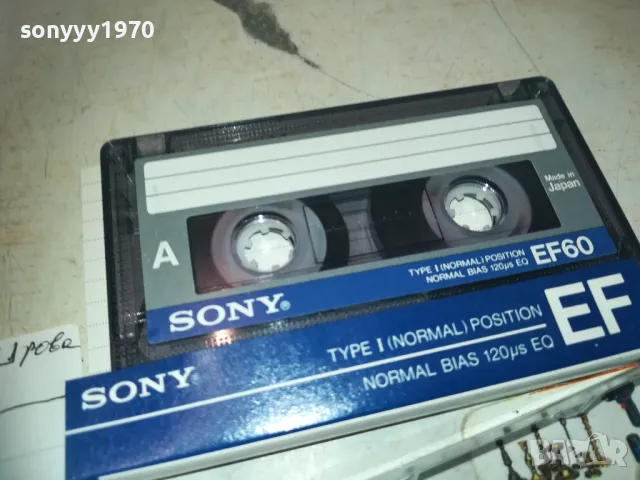 sonyyy1970
Made in
Japan
A
TYPE I (NORMAL) POSITION
NORMAL BIAS 120µs EQ
EF60
SONY
TYPE I (NORMAL) POSITION
NORMAL BIAS 120µs EQ
EF
SONY
BAZAR